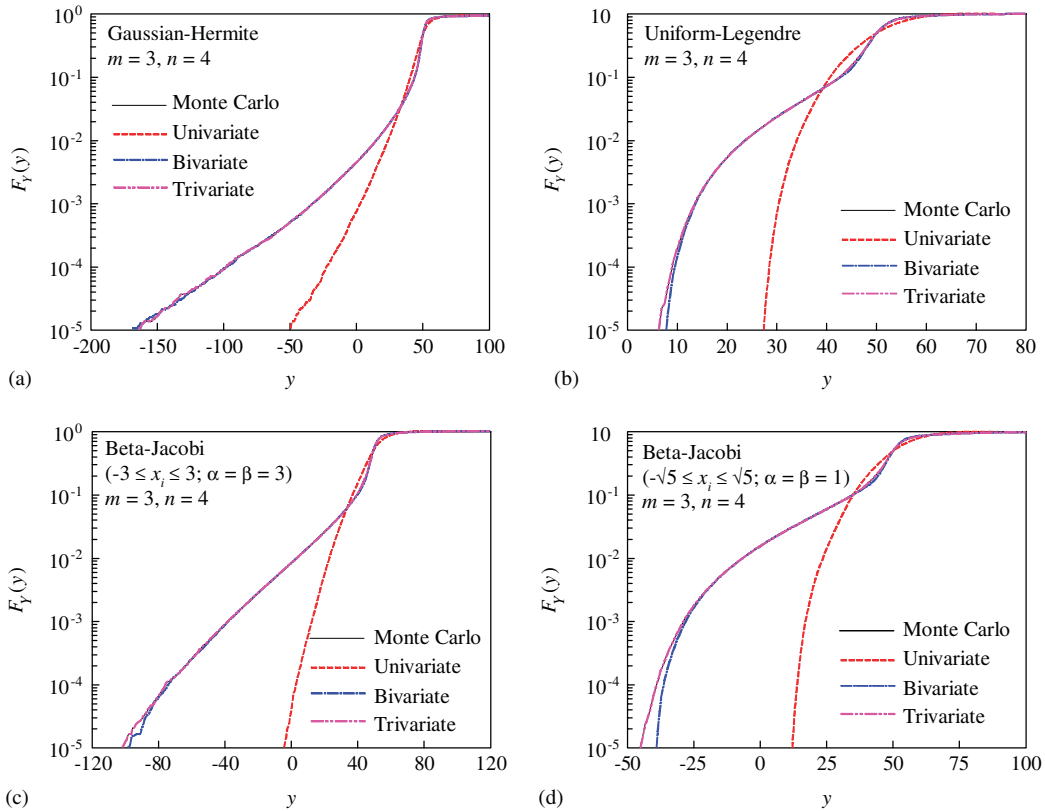 10^0
10^-1
10^-2
10^-3
10^-4
10^-5
F_Y(y)
Gaussian-Hermite
m = 3, n = 4
Monte Carlo
Univariate
Bivariate
Trivariate
-200 -150 -100 -50 0 50 100
y
(a)
10^0
10^-1
10^-2
10^-3
10^-4
10^-5
F_Y(y)
Uniform-Legendre
m = 3, n = 4
Monte Carlo
Univariate
Bivariate
Trivariate
0 10 20 30 40 50 60 70 80
y
(b)
10^0
10^-1
10^-2
10^-3
10^-4
10^-5
F_Y(y)
Beta-Jacobi
(-3 ≤ x_i ≤ 3; α = β = 3)
m = 3, n = 4
Monte Carlo
Univariate
Bivariate
Trivariate
-120 -80 -40 0 40 80 120
y
(c)
10
10^-1
10^-2
10^-3
10^-4
10^-5
F_Y(y)
Beta-Jacobi
(-√5 ≤ x_i ≤ √5; α = β = 1)
m = 3, n = 4
Monte Carlo
Univariate
Bivariate
Trivariate
-50 -25 0 25 50 75 100
y
(d)